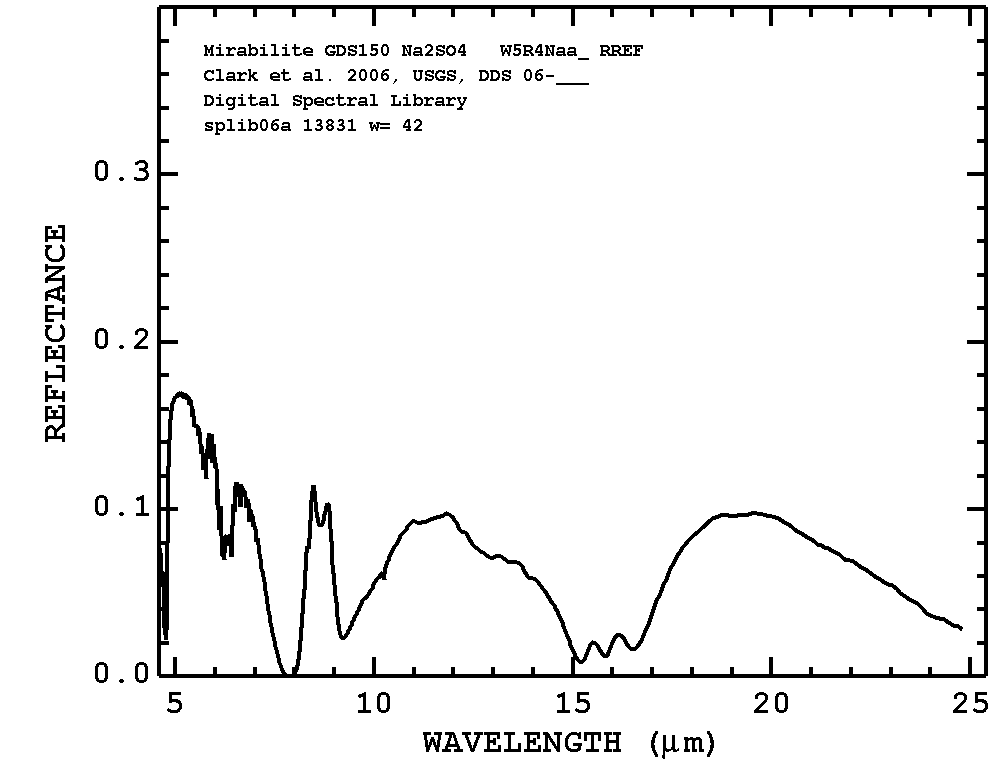 Mirabilite GDS150 Na2SO4 W5R4Naa_ RREF
Clark et al. 2006, USGS, DDS 06-___
Digital Spectral Library
splib06a 13831 w= 42
0.3
0.2
0.1
0.0
REFLECTANCE
5 10 15 20 25
WAVELENGTH (μm)